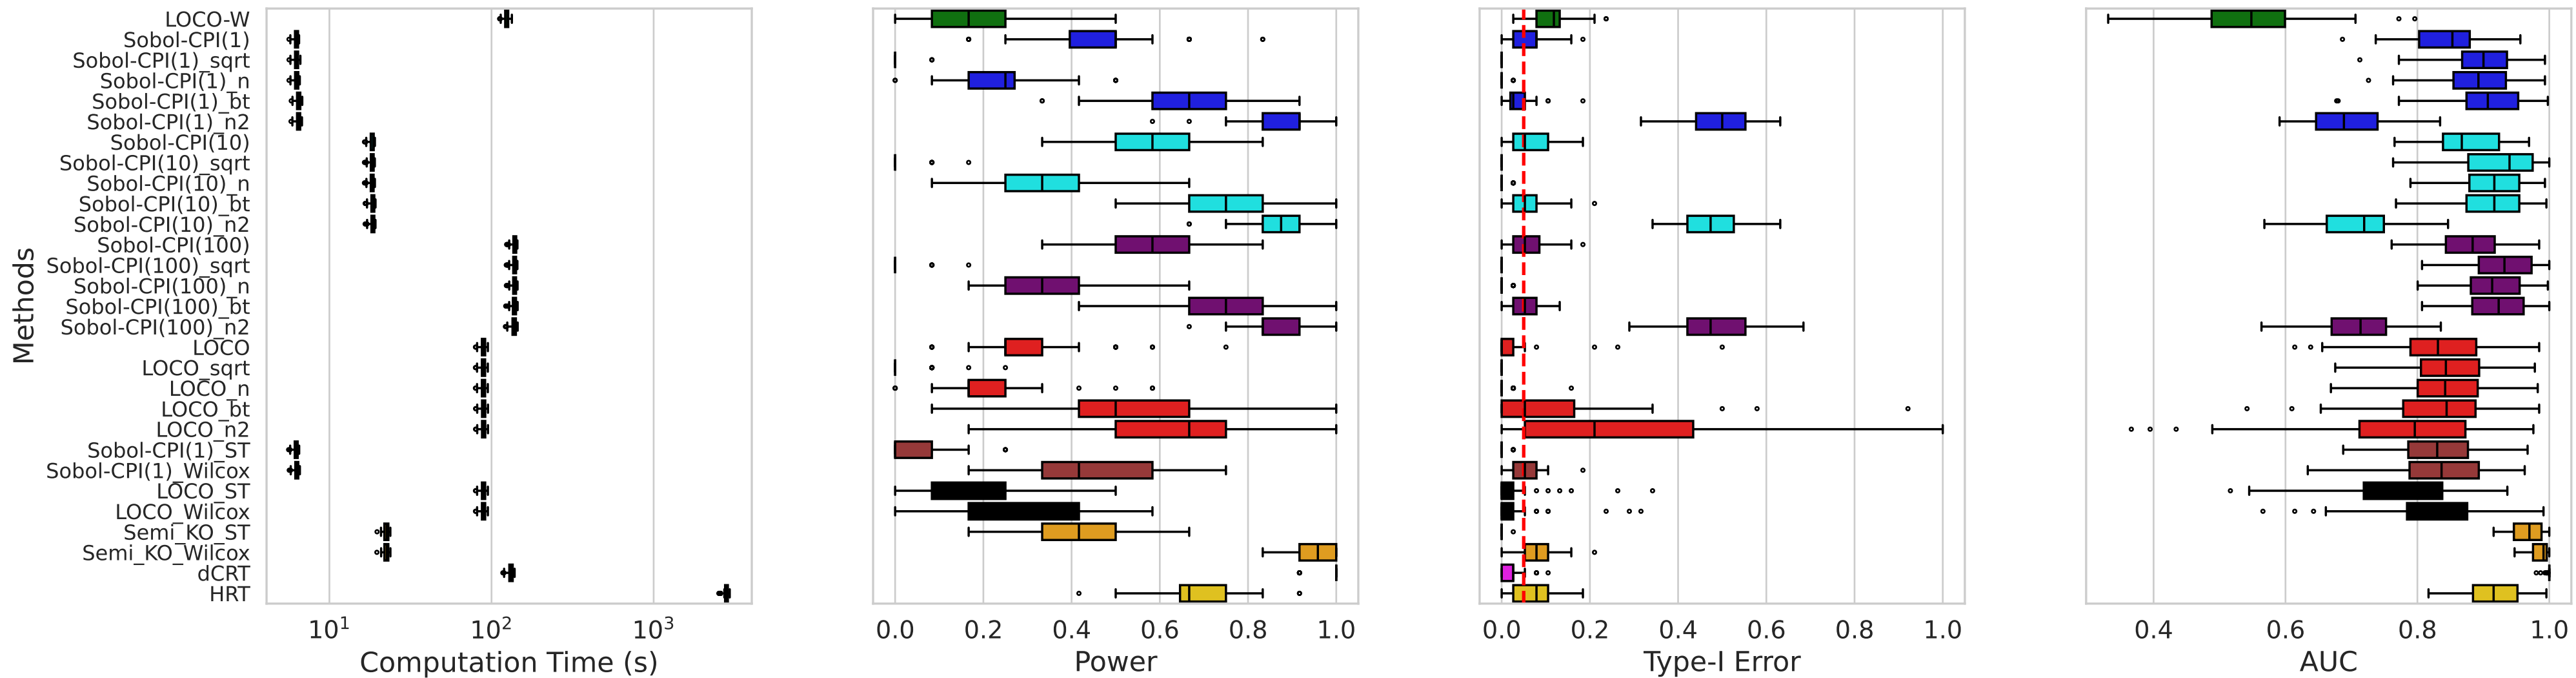 Methods
LOCO-W
Sobol-CPI(1)
Sobol-CPI(1)_sqrt
Sobol-CPI(1)_n
Sobol-CPI(1)_bt
Sobol-CPI(1)_n2
Sobol-CPI(10)
Sobol-CPI(10)_sqrt
Sobol-CPI(10)_n
Sobol-CPI(10)_bt
Sobol-CPI(10)_n2
Sobol-CPI(100)
Sobol-CPI(100)_sqrt
Sobol-CPI(100)_n
Sobol-CPI(100)_bt
Sobol-CPI(100)_n2
LOCO
LOCO_sqrt
LOCO_n
LOCO_bt
LOCO_n2
Sobol-CPI(1)_ST
Sobol-CPI(1)_Wilcox
LOCO_ST
LOCO_Wilcox
Semi_KO_ST
Semi_KO_Wilcox
dCRT
HRT
10¹ 10² 10³
Computation Time (s)
0.0 0.2 0.4 0.6 0.8 1.0
Power
0.0 0.2 0.4 0.6 0.8 1.0
Type-I Error
0.4 0.6 0.8 1.0
AUC